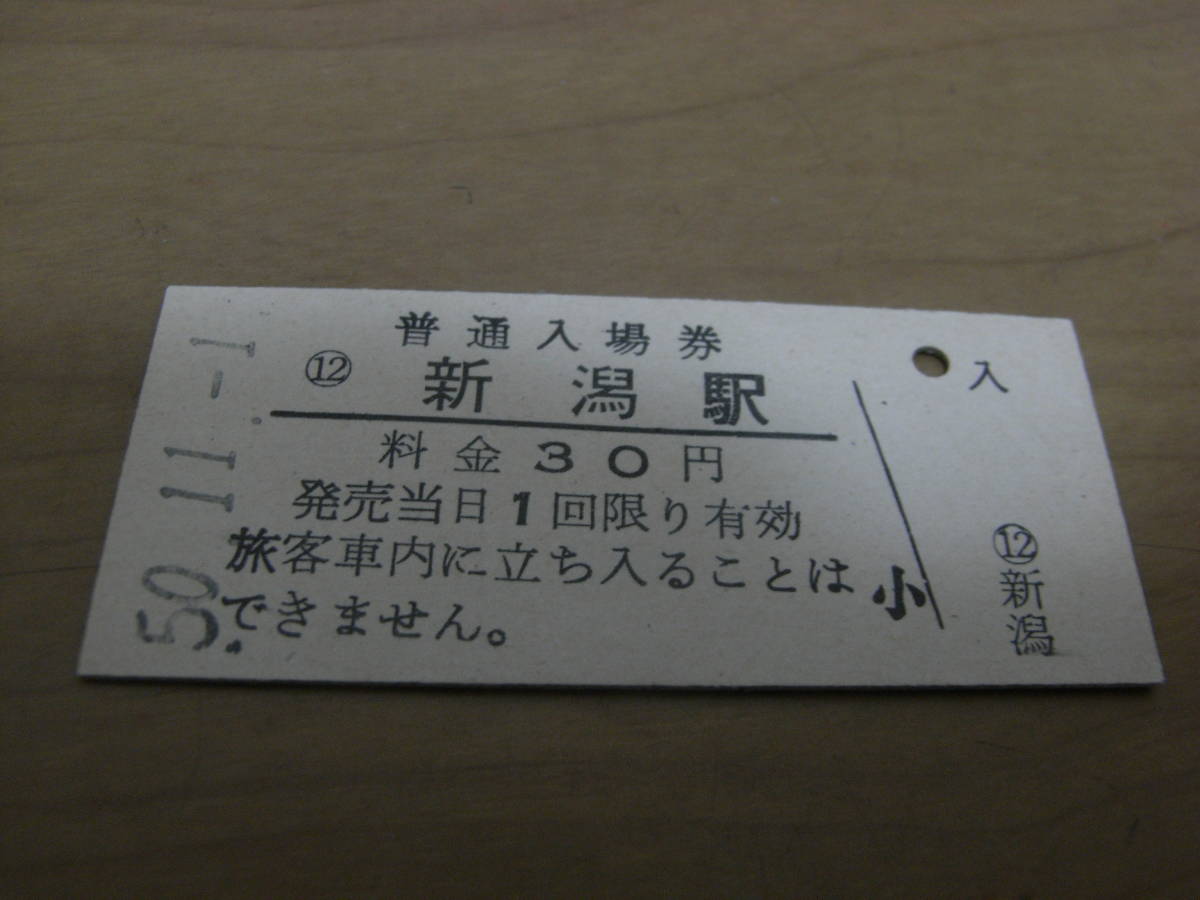 50.11.-1
普通入場券
⑫ 新潟駅
料金30円
発売当日1回限り有効
旅客車内に立ち入ることは
できません。
小
入
⑫新潟